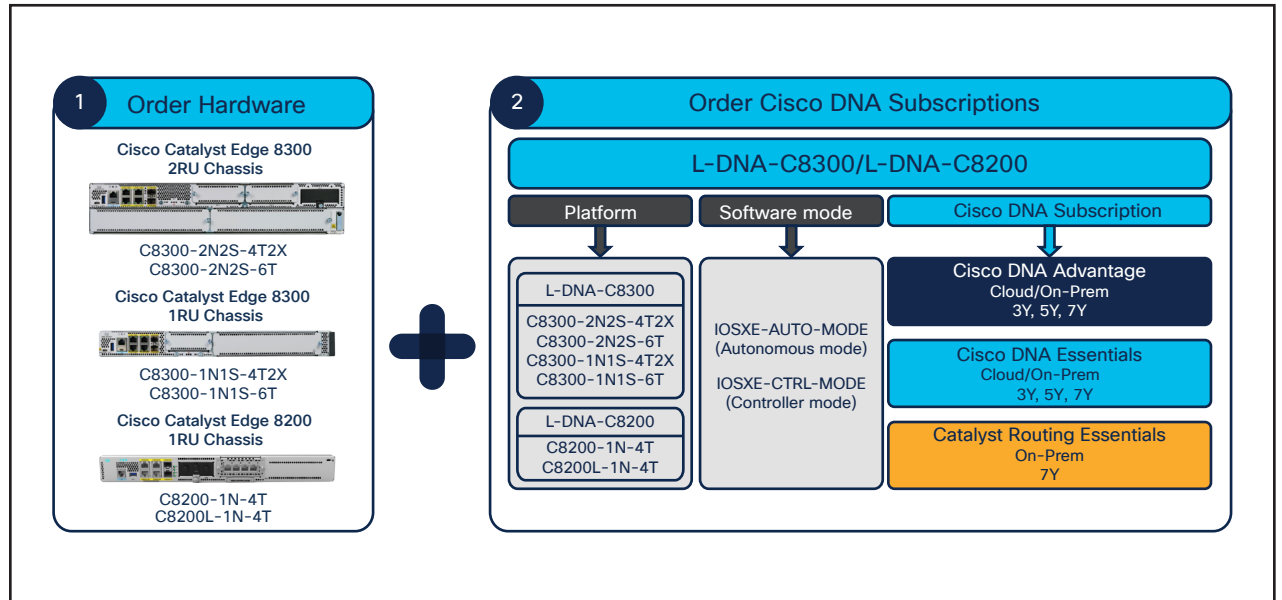 1
Order Hardware
Cisco Catalyst Edge 8300
2RU Chassis
C8300-2N2S-4T2X
C8300-2N2S-6T
Cisco Catalyst Edge 8300
1RU Chassis
C8300-1N1S-4T2X
C8300-1N1S-6T
Cisco Catalyst Edge 8200
1RU Chassis
C8200-1N-4T
C8200L-1N-4T
2
Order Cisco DNA Subscriptions
L-DNA-C8300/L-DNA-C8200
Platform
L-DNA-C8300
C8300-2N2S-4T2X
C8300-2N2S-6T
C8300-1N1S-4T2X
C8300-1N1S-6T
L-DNA-C8200
C8200-1N-4T
C8200L-1N-4T
Software mode
IOSXE-AUTO-MODE
(Autonomous mode)
IOSXE-CTRL-MODE
(Controller mode)
Cisco DNA Subscription
Cisco DNA Advantage
Cloud/On-Prem
3Y, 5Y, 7Y
Cisco DNA Essentials
Cloud/On-Prem
3Y, 5Y, 7Y
Catalyst Routing Essentials
On-Prem
7Y